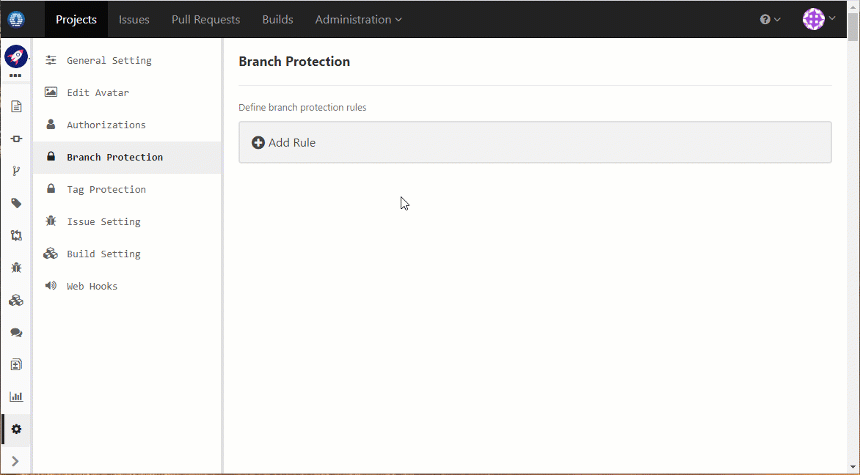 Projects
Issues
Pull Requests
Builds
Administration
General Setting
Edit Avatar
Authorizations
Branch Protection
Tag Protection
Issue Setting
Build Setting
Web Hooks
Branch Protection
Define branch protection rules
Add Rule